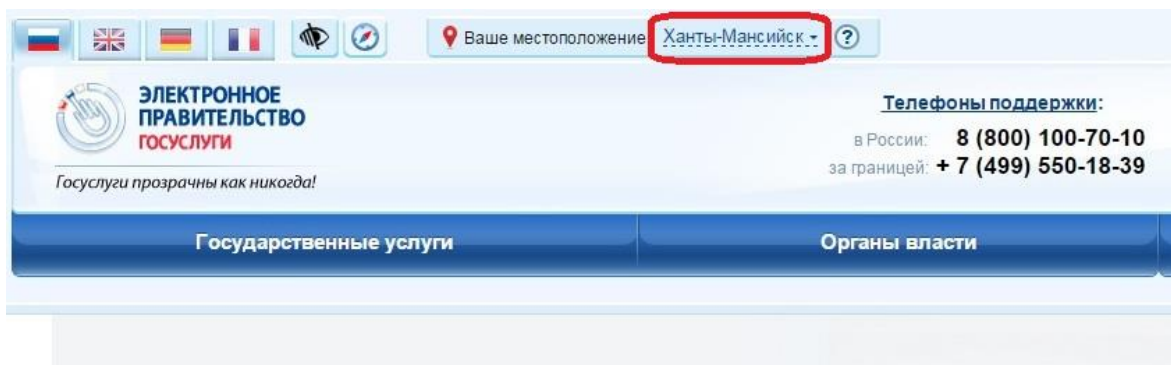 Ваше местоположение Ханты-Мансийск ?
ЭЛЕКТРОННОЕ
ПРАВИТЕЛЬСТВО
ГОСУСЛУГИ
Госуслуги прозрачны как никогда!
Телефоны поддержки:
в России: 8 (800) 100-70-10
за границей: + 7 (499) 550-18-39
Государственные услуги Органы власти